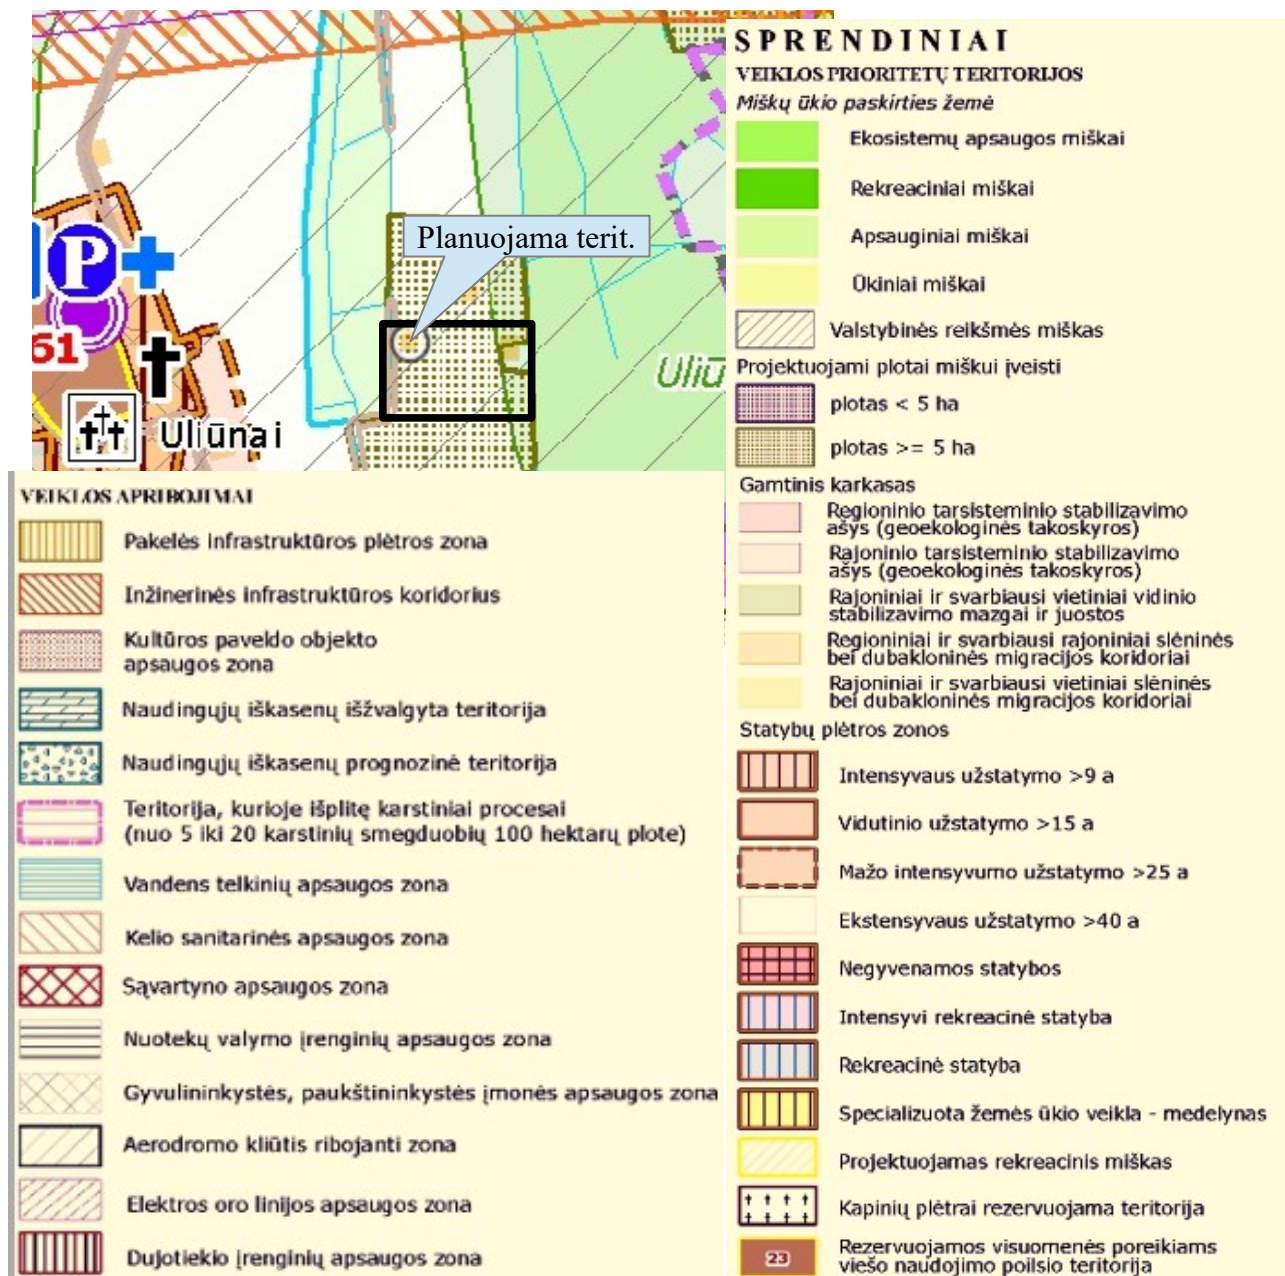 Planuojama terit.
P
61
Uliū
Uliūnai
SPRENDINIAI
VEIKLOS PRIORITETŲ TERITORIJOS
Miškų ūkio paskirties žemė
Ekosistemų apsaugos miškai
Rekreaciniai miškai
Apsauginiai miškai
Ūkiniai miškai
Valstybinės reikšmės miškas
Projektuojami plotai miškui įveisti
plotas < 5 ha
plotas >= 5 ha
Gamtinis karkasas
Regioninio tarsisteminio stabilizavimo
ašys (geoekologinės takoskyros)
Rajoninio tarsisteminio stabilizavimo
ašys (geoekologinės takoskyros)
Rajoniniai ir svarbiausi vietiniai vidinio
stabilizavimo mazgai ir juostos
Regioniniai ir svarbiausi rajoniniai slėninės
bei dubakloninės migracijos koridoriai
Rajoniniai ir svarbiausi vietiniai slėninės
bei dubakloninės migracijos koridoriai
Statybų plėtros zonos
Intensyvaus užstatymo >9 a
Vidutinio užstatymo >15 a
Mažo intensyvumo užstatymo >25 a
Ekstensyvaus užstatymo >40 a
Negyvenamos statybos
Intensyvi rekreacinė statyba
Rekreacinė statyba
Specializuota žemės ūkio veikla - medelynas
Projektuojamas rekreacinis miškas
Kapinių plėtrai rezervuojama teritorija
23
Rezervuojamos visuomenės poreikiams
viešo naudojimo poilsio teritorija
VEIKLOS APRIBOJIMAI
Pakelės infrastruktūros plėtros zona
Inžinerinės infrastruktūros koridorius
Kultūros paveldo objekto
apsaugos zona
Naudingųjų iškasenų išžvalgyta teritorija
Naudingųjų iškasenų prognozinė teritorija
Teritorija, kurioje išplitę karstiniai procesai
(nuo 5 iki 20 karstinių smegduobių 100 hektarų plote)
Vandens telkinių apsaugos zona
Kelio sanitarinės apsaugos zona
Sąvartyno apsaugos zona
Nuotekų valymo įrenginių apsaugos zona
Gyvulininkystės, paukštininkystės įmonės apsaugos zona
Aerodromo kliūtis ribojanti zona
Elektros oro linijos apsaugos zona
Dujotiekio įrenginių apsaugos zona